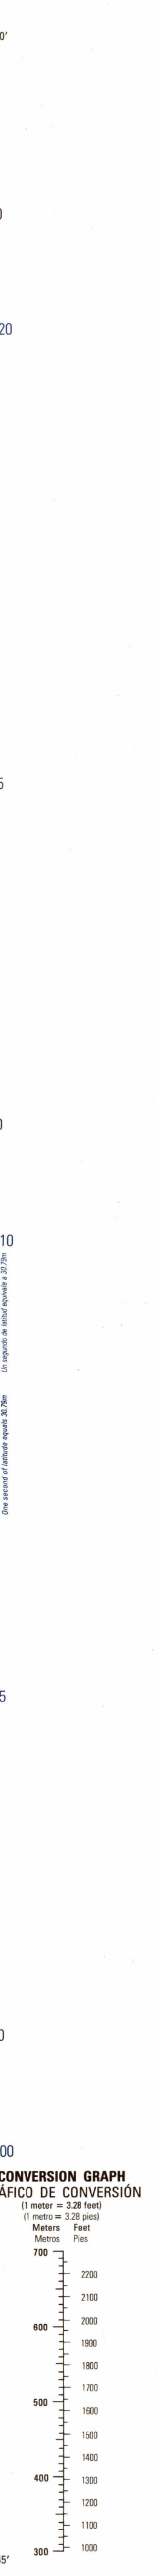 0'
20
5
10
Un segundo de latitud equivale a 30.79m
One second of latitude equals 30.79m
5
00
CONVERSION GRAPH
ÁFICO DE CONVERSIÓN
(1 meter = 3.28 feet)
(1 metro = 3.28 pies)
Meters Feet
Metros Pies
700
2200
2100
600 2000
1900
1800
1700
500
1600
1500
1400
400 1300
1200
1100
300 1000
5'